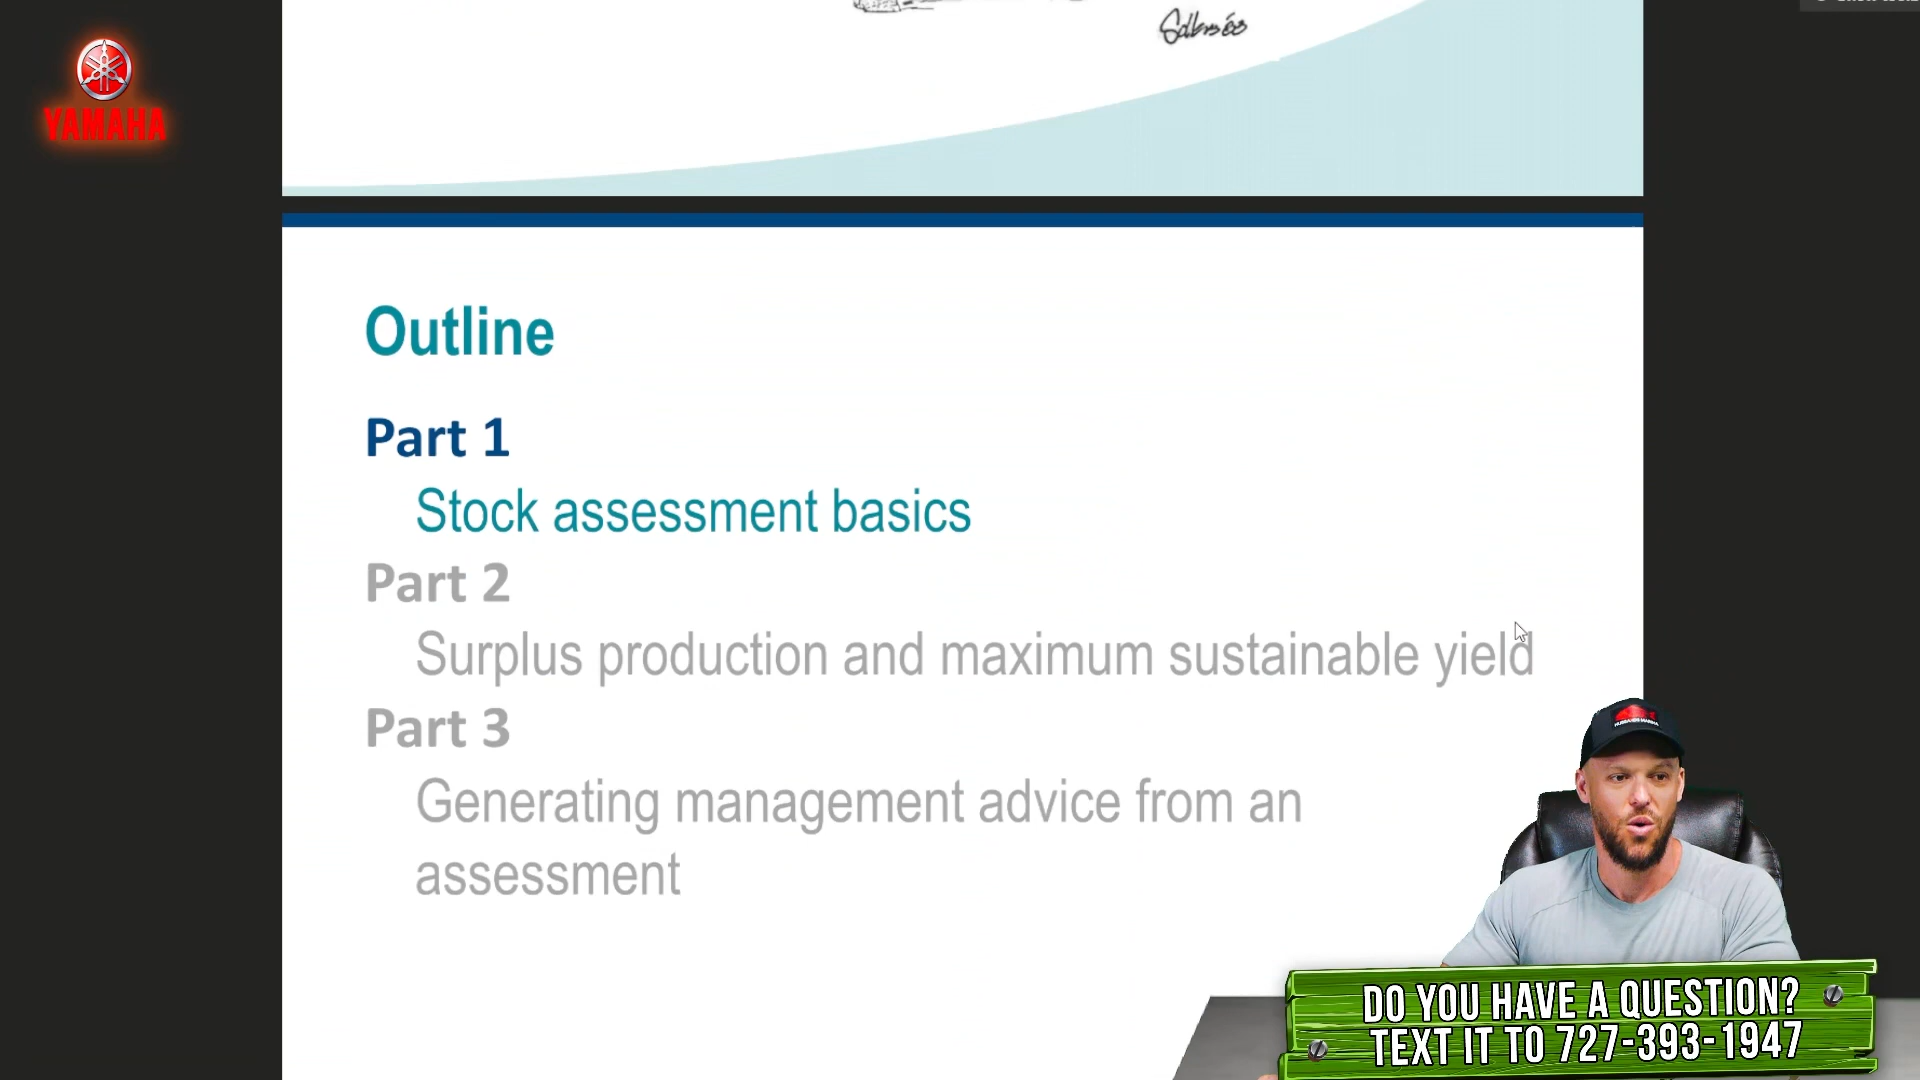 YAMAHA
Outline
Part 1
Stock assessment basics
Part 2
Surplus production and maximum sustainable yield
Part 3
Generating management advice from an
assessment
DO YOU HAVE A QUESTION?
TEXT IT TO 727-393-1947